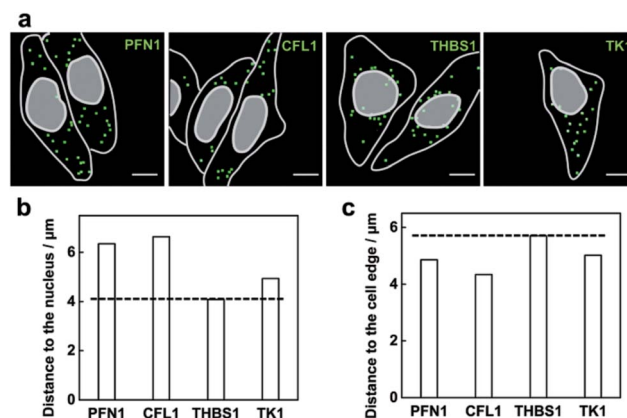 a
PFN1 CFL1 THBS1 TK1
b
Distance to the nucleus / μm
6
4
2
0
PFN1 CFL1 THBS1 TK1
c
Distance to the cell edge / μm
6
4
2
0
PFN1 CFL1 THBS1 TK1